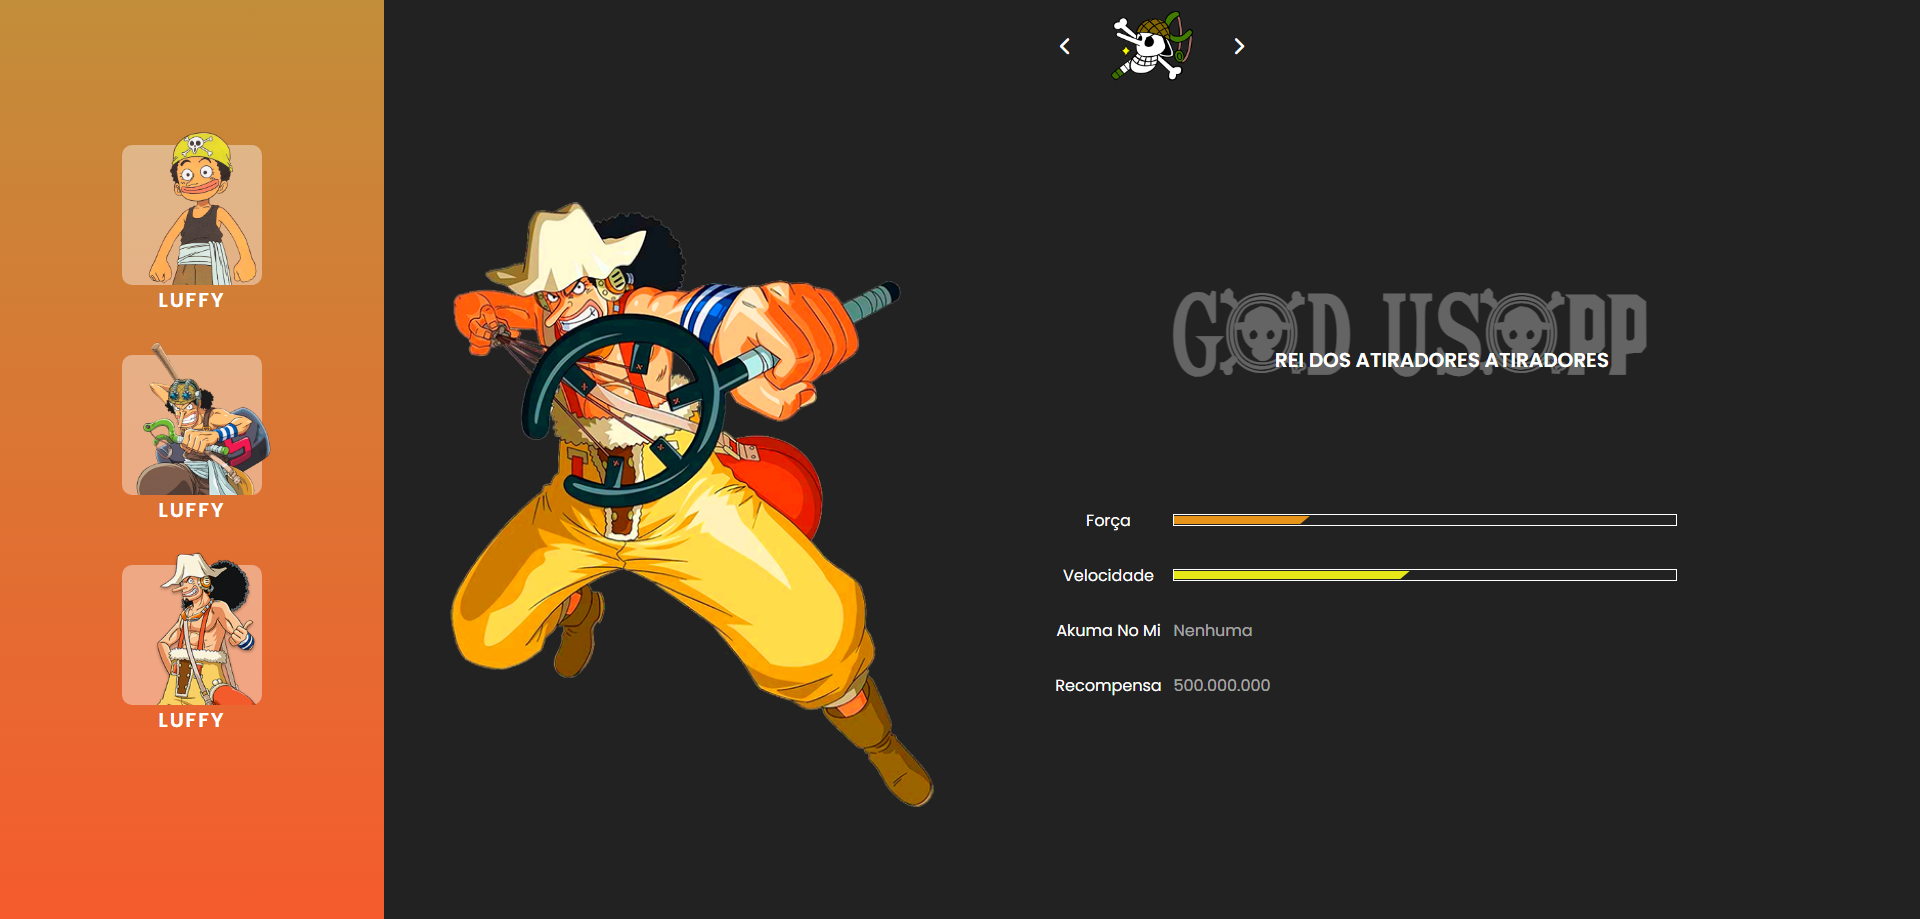 LUFFY
LUFFY
LUFFY
GOD USOPP
REI DOS ATIRADORES ATIRADORES
Força
Velocidade
Akuma No Mi Nenhuma
Recompensa 500.000.000